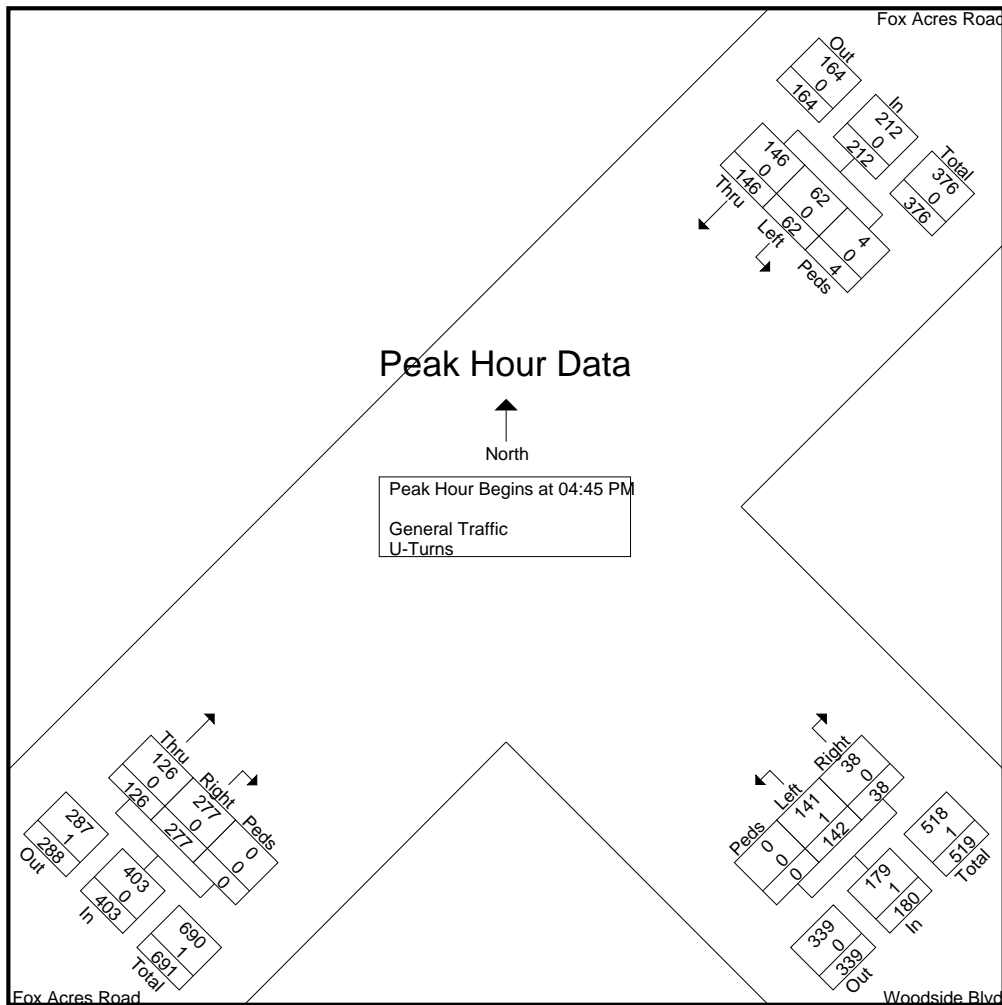 Fox Acres Road
Out
164
0
164
In
212
0
212
Total
376
0
376
146
0
146
62
0
62
4
0
4
Thru
Left
Peds
Peak Hour Data
North
Peak Hour Begins at 04:45 PM
General Traffic
U-Turns
Thru
Right
Peds
126
0
126
277
0
277
0
0
0
287
1
288
Out
403
0
403
In
690
1
691
Total
Fox Acres Road
Peds
Left
Right
0
0
0
141
1
142
38
0
38
518
1
519
Total
179
1
180
In
339
0
339
Out
Woodside Blvd